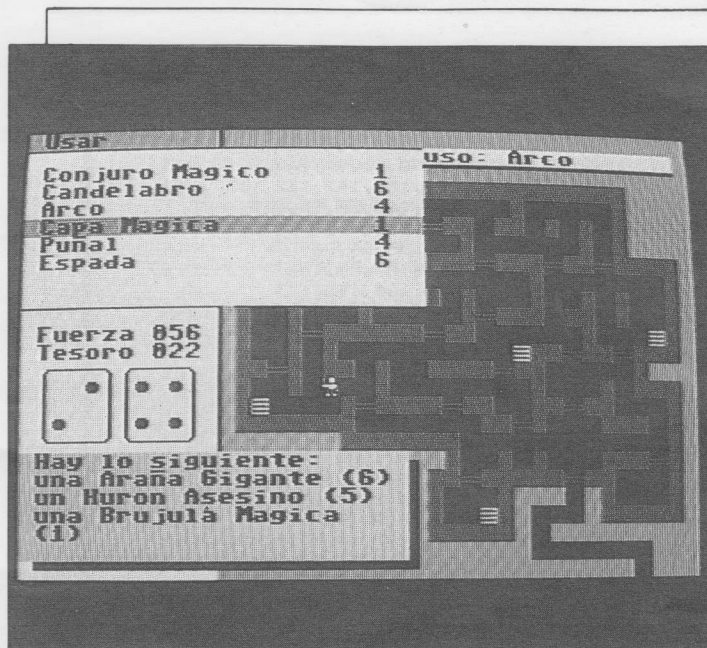 Usar
uso: Arco
Conjuro Magico 1
Candelabro 6
Arco 4
Capa Magica 1
Punal 4
Espada 6
Fuerza 056
Tesoro 022
Hay lo siguiente:
una Araña Gigante (6)
un Huron Asesino (5)
una Brujula Magica
(1)